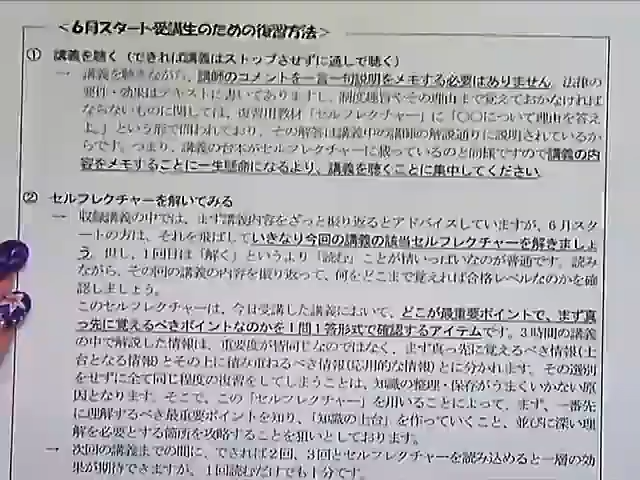 ＜6月スタート受講生のための復習方法＞
① 講義を聴く（できれば講義はストップさせずに通しで聴く）
→ 講義を聴きながら、講師のコメントを一言一句説明をメモする必要はありません。法律の
要件・効果はテキストに書いてありますし、制度趣旨やその理由まで覚えておかなければ
ならないものに関しては、復習用教材「セルフレクチャー」に「〇〇について理由を答え
よ。」という形で問われており、その解答は講義中の講師の解説通りに説明されているか
らです。つまり、講義の台本がセルフレクチャーに載っているのと同様ですので講義の内
容をメモすることに一生懸命になるより、講義を聴くことに集中してください。
② セルフレクチャーを解いてみる
→ 収録講義の中では、まず講義内容をざっと振り返るとアドバイスしていますが、6月スタ
ートの方は、それを飛ばしていきなり今回の講義の該当セルフレクチャーを解きましょ
う。但し、1回目は「解く」というより「読む」ことが精いっぱいなのが普通です。読み
ながら、その回の講義の内容を振り返って、何をどこまで覚えれば合格レベルなのかを確
認しましょう。
このセルフレクチャーは、今日受講した講義において、どこが最重要ポイントで、まず真
っ先に覚えるべきポイントなのかを1問1答形式で確認するアイテムです。3時間の講義
の中で解説した情報は、重要度が皆同じなのではなく、まず真っ先に覚えるべき情報(土
台となる情報)とその上に積み重ねるべき情報(応用的な情報）とに分かれます。その選別
をせずに全て同じ程度の復習をしてしまうことは、知識の整理・保存がうまくいかない原
因となります。そこで、この「セルフレクチャー」を用いることによって、まず、一番先
に理解するべき最重要ポイントを知り、「知識の土台」を作っていくこと、並びに深い理
解を必要とする箇所を攻略することを狙いとしております。
→ 次回の講義までの間に、できれば2回、3回とセルフレクチャーを読み込めると一層の効
果が期待できますが、1回読むだけでも十分です。